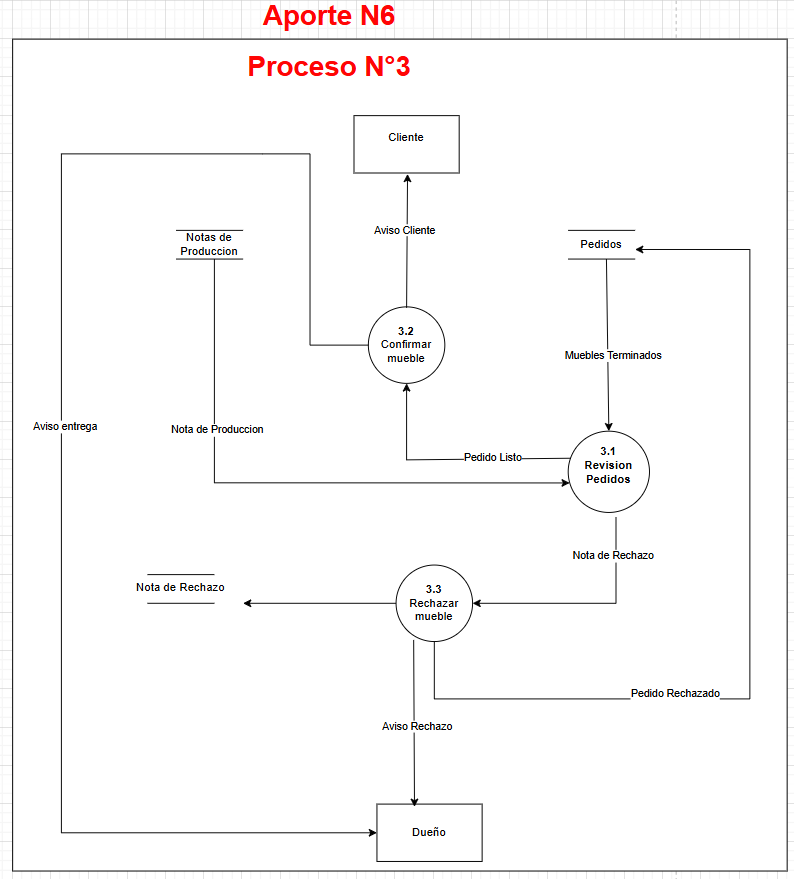 Aporte N6
Proceso N°3
Cliente
Aviso Cliente
Notas de
Produccion
Pedidos
3.2
Confirmar
mueble
Muebles Terminados
Aviso entrega
Nota de Produccion
Pedido Listo
3.1
Revision
Pedidos
Nota de Rechazo
Nota de Rechazo
3.3
Rechazar
mueble
Pedido Rechazado
Aviso Rechazo
Dueño